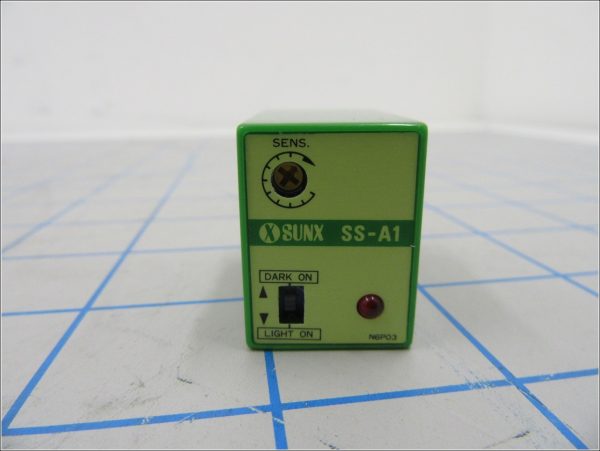 SENS.
SUNX SS-A1
DARK ON
LIGHT ON
N6P03